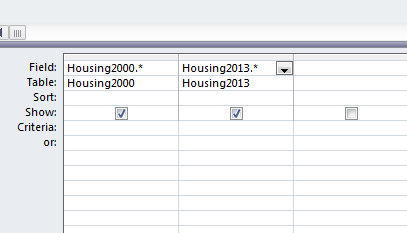 Field: Housing2000.* Housing2013.*
Table: Housing2000 Housing2013
Sort:
Show:
Criteria:
or: